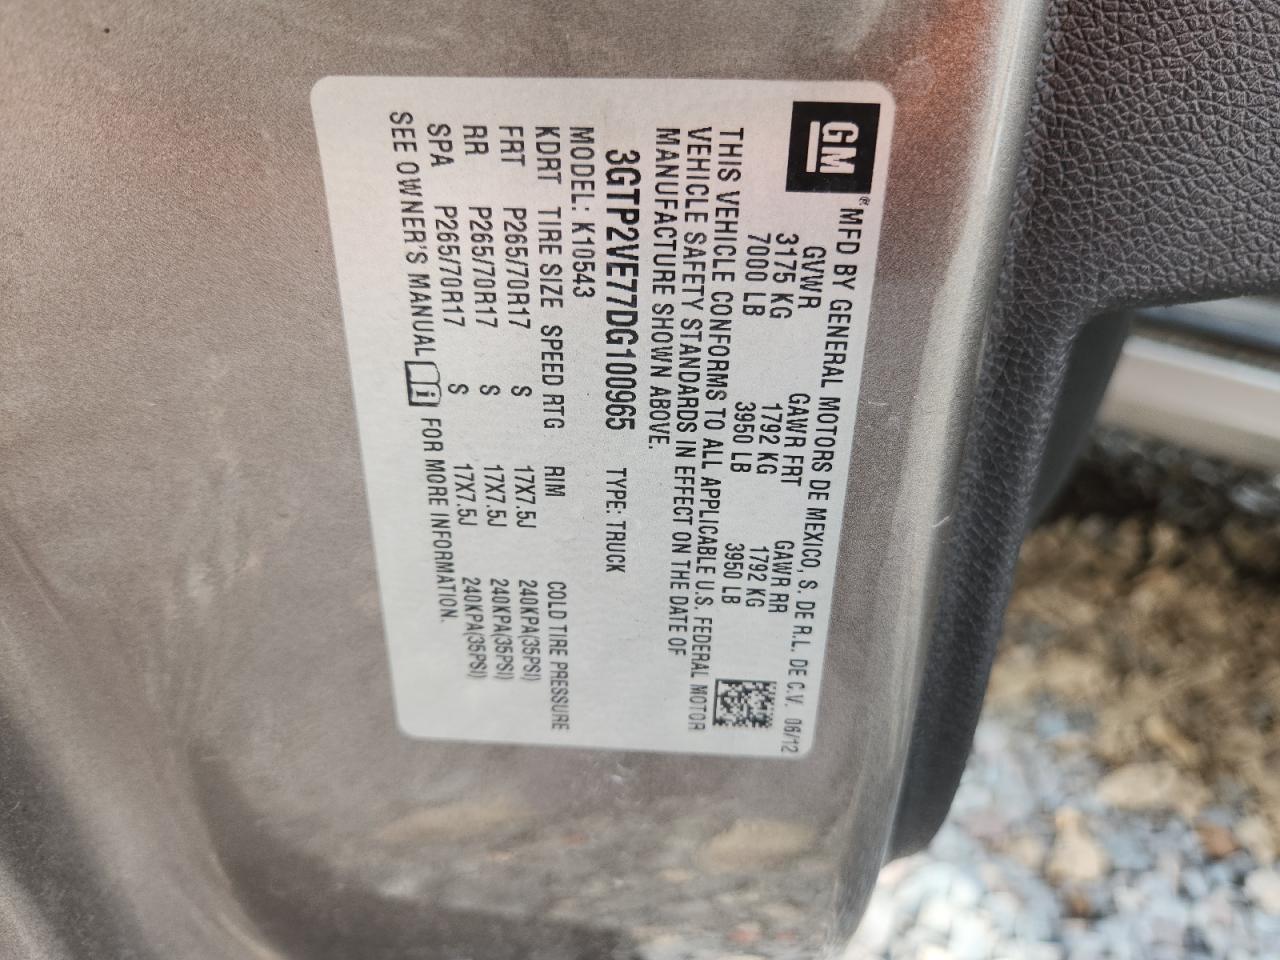 GM
® MFD BY GENERAL MOTORS DE MEXICO, S. DE R.L. DE C.V. 06/12
GVWR GAWR FRT GAWR RR
3175 KG 1792 KG 1792 KG
7000 LB 3950 LB 3950 LB
THIS VEHICLE CONFORMS TO ALL APPLICABLE U.S. FEDERAL MOTOR
VEHICLE SAFETY STANDARDS IN EFFECT ON THE DATE OF
MANUFACTURE SHOWN ABOVE.
3GTP2VE77DG100965 TYPE: TRUCK
MODEL: K10543
KDRT TIRE SIZE SPEED RTG RIM COLD TIRE PRESSURE
FRT P265/70R17 S 17X7.5J 240KPA(35PSI)
RR P265/70R17 S 17X7.5J 240KPA(35PSI)
SPA P265/70R17 S 17X7.5J 240KPA(35PSI)
SEE OWNER'S MANUAL i FOR MORE INFORMATION.